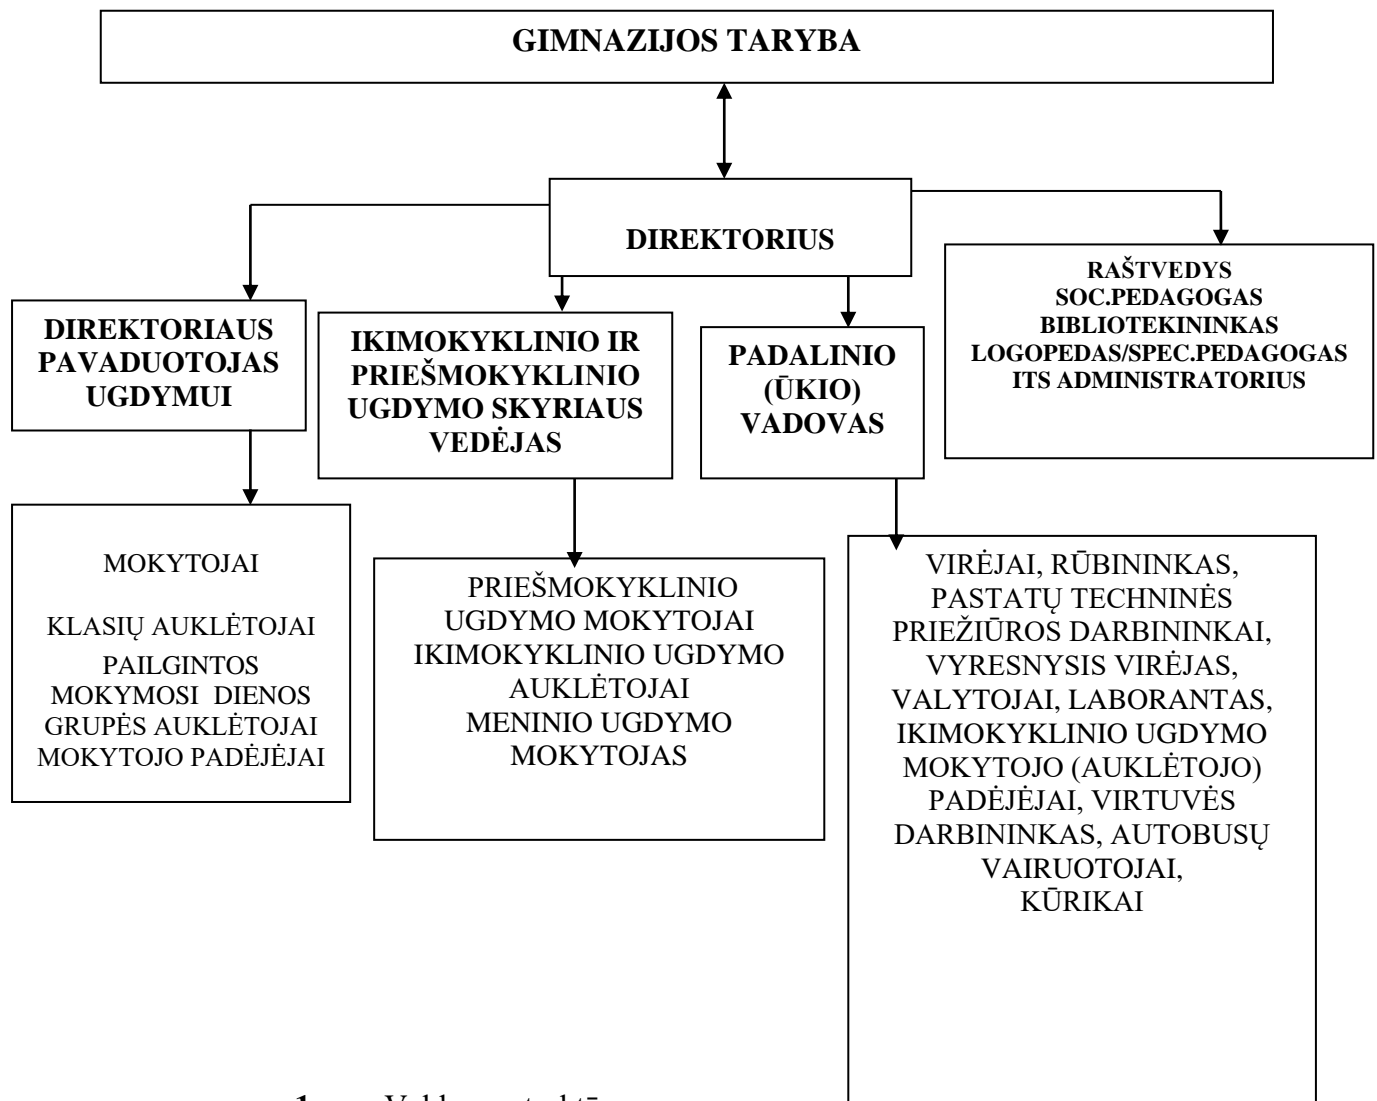 GIMNAZIJOS TARYBA
DIREKTORIUS
RAŠTVEDYS
SOC.PEDAGOGAS
BIBLIOTEKININKAS
LOGOPEDAS/SPEC.PEDAGOGAS
ITS ADMINISTRATORIUS
DIREKTORIAUS
PAVADUOTOJAS
UGDYMUI
IKIMOKYKLINIO IR
PRIEŠMOKYKLINIO
UGDYMO SKYRIAUS
VEDĖJAS
PADALINIO
(ŪKIO)
VADOVAS
MOKYTOJAI
KLASIŲ AUKLĖTOJAI
PAILGINTOS
MOKYMOSI DIENOS
GRUPĖS AUKLĖTOJAI
MOKYTOJO PADĖJĖJAI
PRIEŠMOKYKLINIO
UGDYMO MOKYTOJAI
IKIMOKYKLINIO UGDYMO
AUKLĖTOJAI
MENINIO UGDYMO
MOKYTOJAS
VIRĖJAI, RŪBININKAS,
PASTATŲ TECHNINĖS
PRIEŽIŪROS DARBININKAI,
VYRESNYSIS VIRĖJAS,
VALYTOJAI, LABORANTAS,
IKIMOKYKLINIO UGDYMO
MOKYTOJO (AUKLĖTOJO)
PADĖJĖJAI, VIRTUVĖS
DARBININKAS, AUTOBUSŲ
VAIRUOTOJAI,
KŪRIKAI